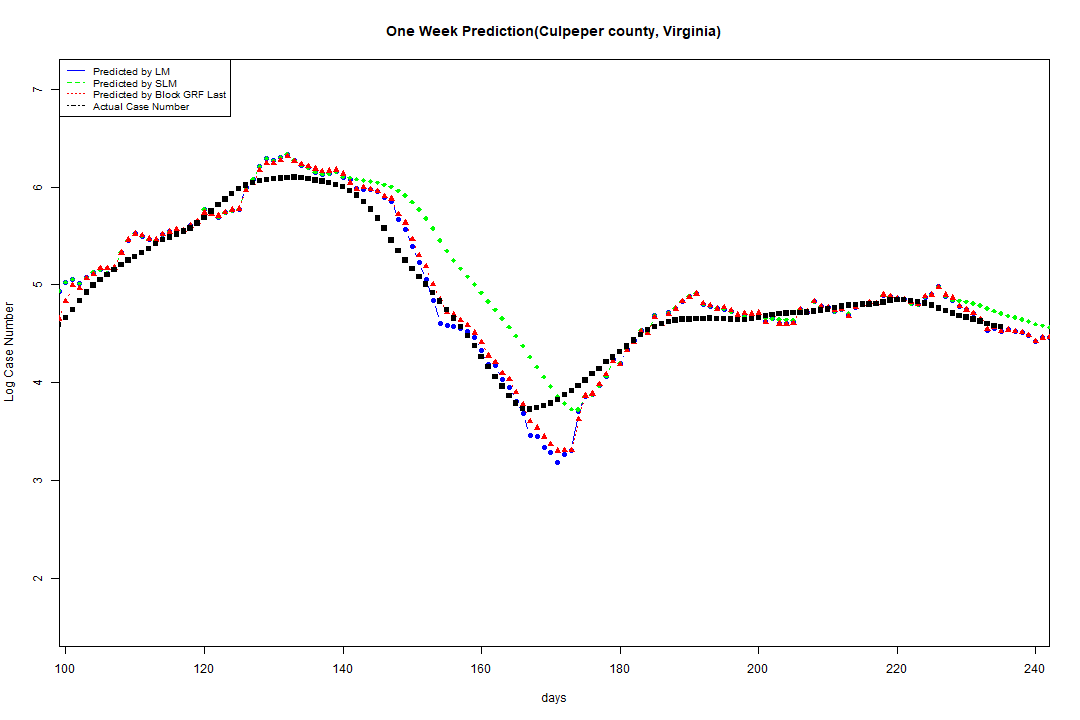 One Week Prediction(Culpeper county, Virginia)
Predicted by LM
Predicted by SLM
Predicted by Block GRF Last
Actual Case Number
7
6
5
4
3
2
Log Case Number
100 120 140 160 180 200 220 240
days